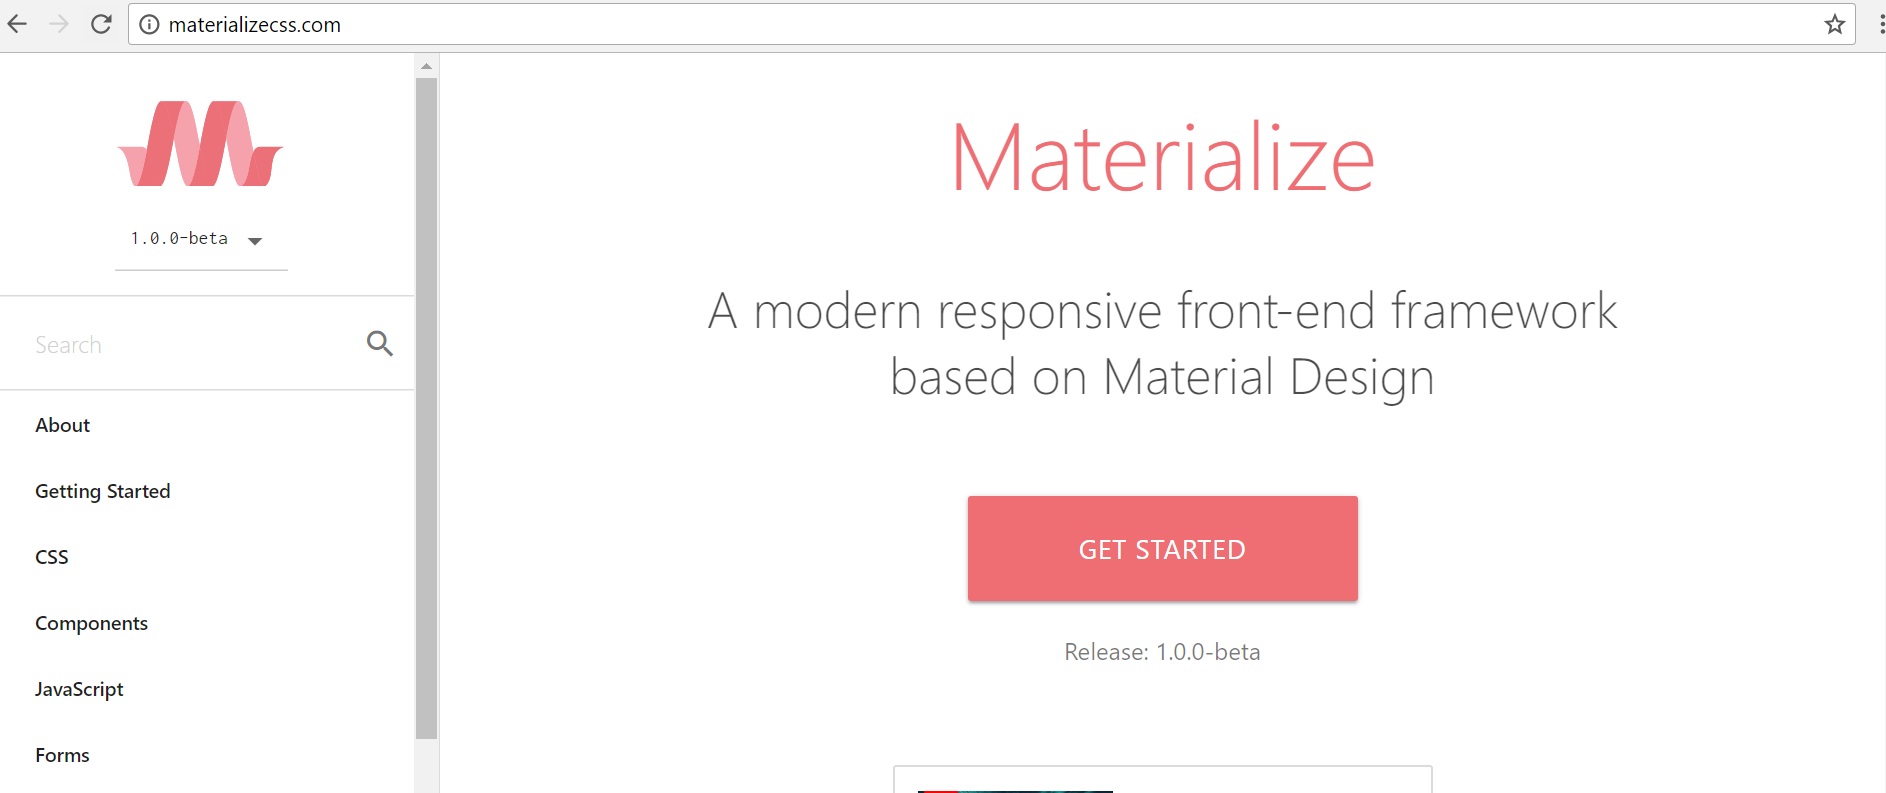 materializecss.com
1.0.0-beta
Search
About
Getting Started
CSS
Components
JavaScript
Forms
Materialize
A modern responsive front-end framework
based on Material Design
GET STARTED
Release: 1.0.0-beta